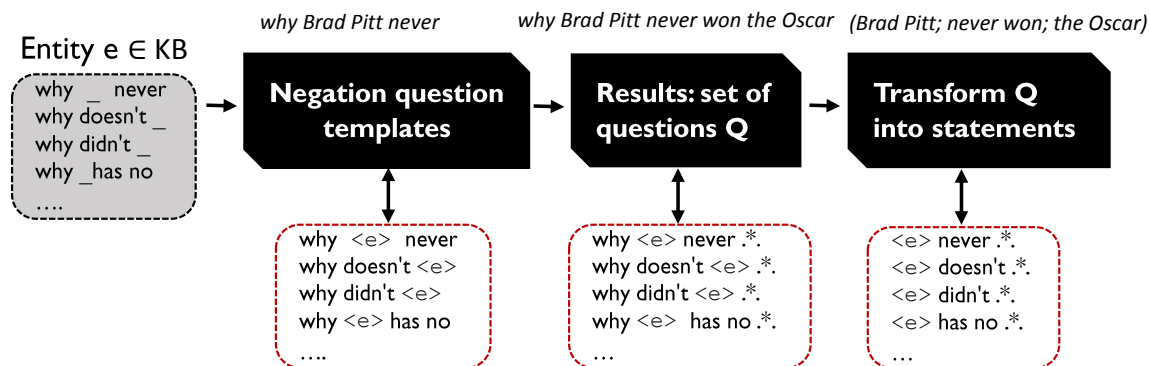 why Brad Pitt never
why Brad Pitt never won the Oscar
(Brad Pitt; never won; the Oscar)
Entity e ∈ KB
why _ never
why doesn't _
why didn't _
why _has no
....
Negation question
templates
Results: set of
questions Q
Transform Q
into statements
why <e> never
why doesn't <e>
why didn't <e>
why <e> has no
....
why <e> never .*.
why doesn't <e> .*.
why didn't <e> .*.
why <e> has no .*.
...
<e> never .*.
<e> doesn't .*.
<e> didn't .*.
<e> has no .*.
...